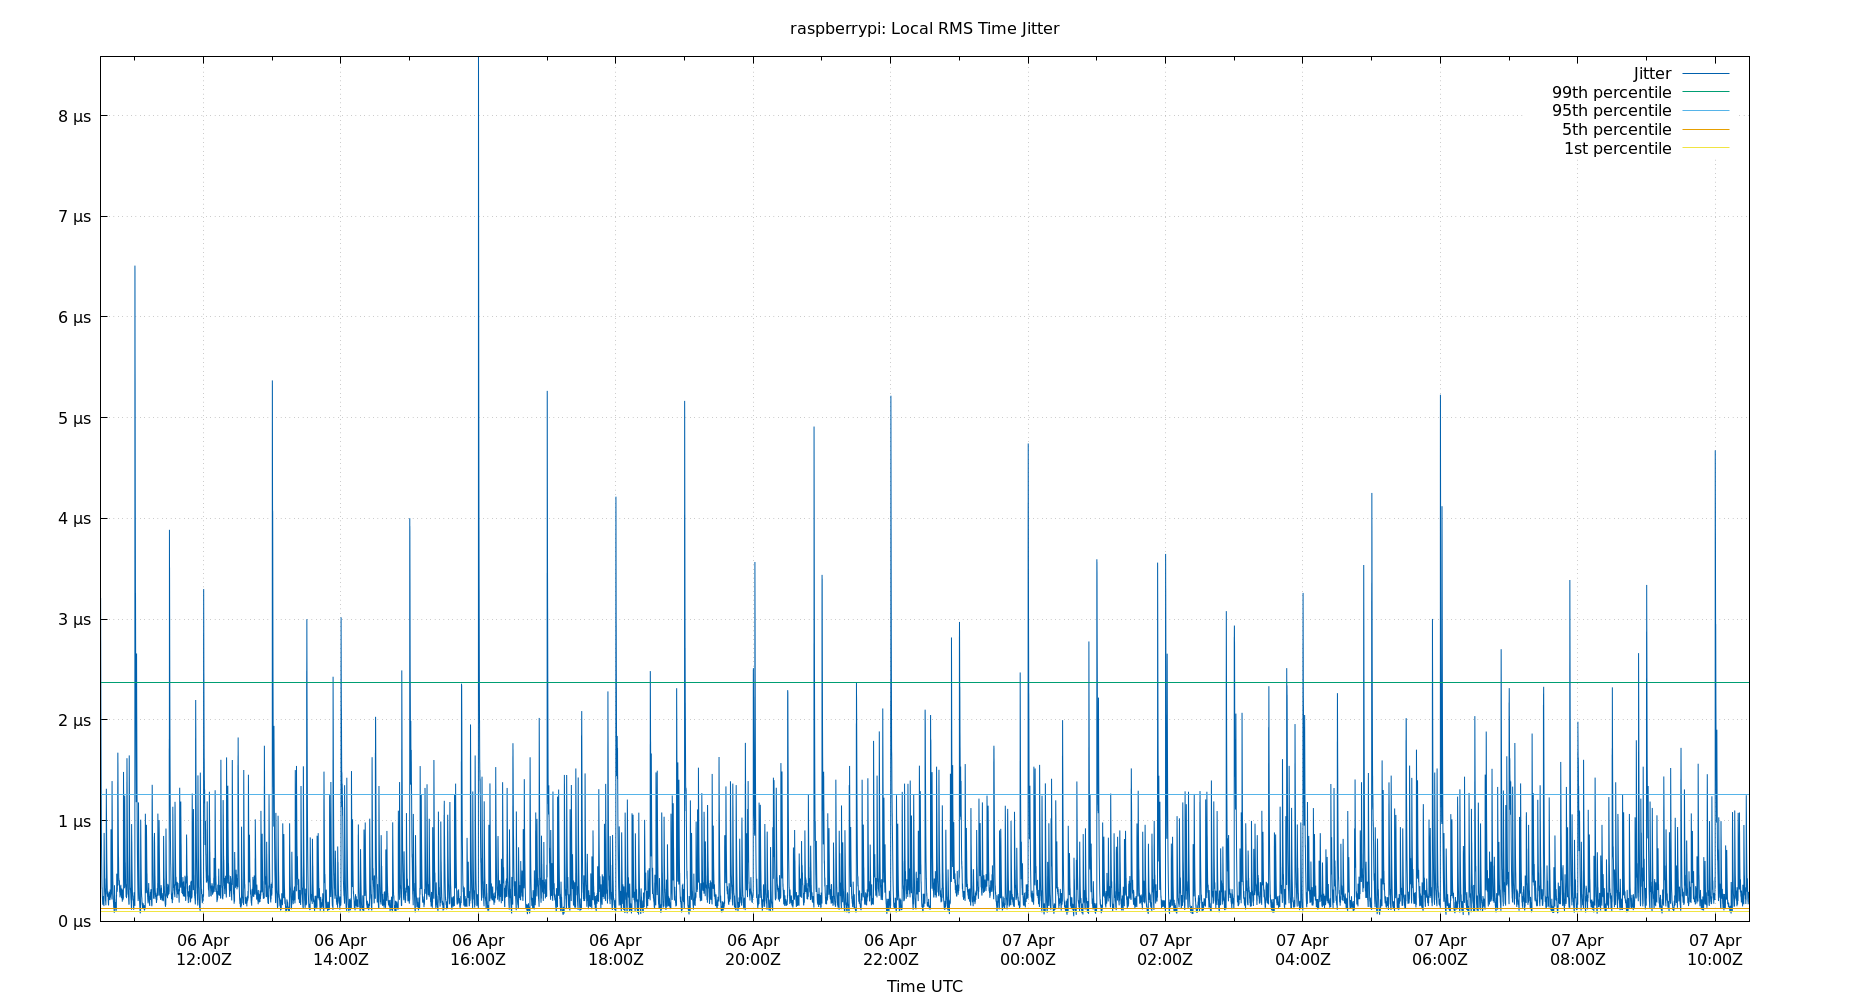 raspberrypi: Local RMS Time Jitter
Jitter
99th percentile
95th percentile
5th percentile
1st percentile
8 µs
7 µs
6 µs
5 µs
4 µs
3 µs
2 µs
1 µs
0 µs
06 Apr 06 Apr 06 Apr 06 Apr 06 Apr 06 Apr 07 Apr 07 Apr 07 Apr 07 Apr 07 Apr 07 Apr
12:00Z 14:00Z 16:00Z 18:00Z 20:00Z 22:00Z 00:00Z 02:00Z 04:00Z 06:00Z 08:00Z 10:00Z
Time UTC